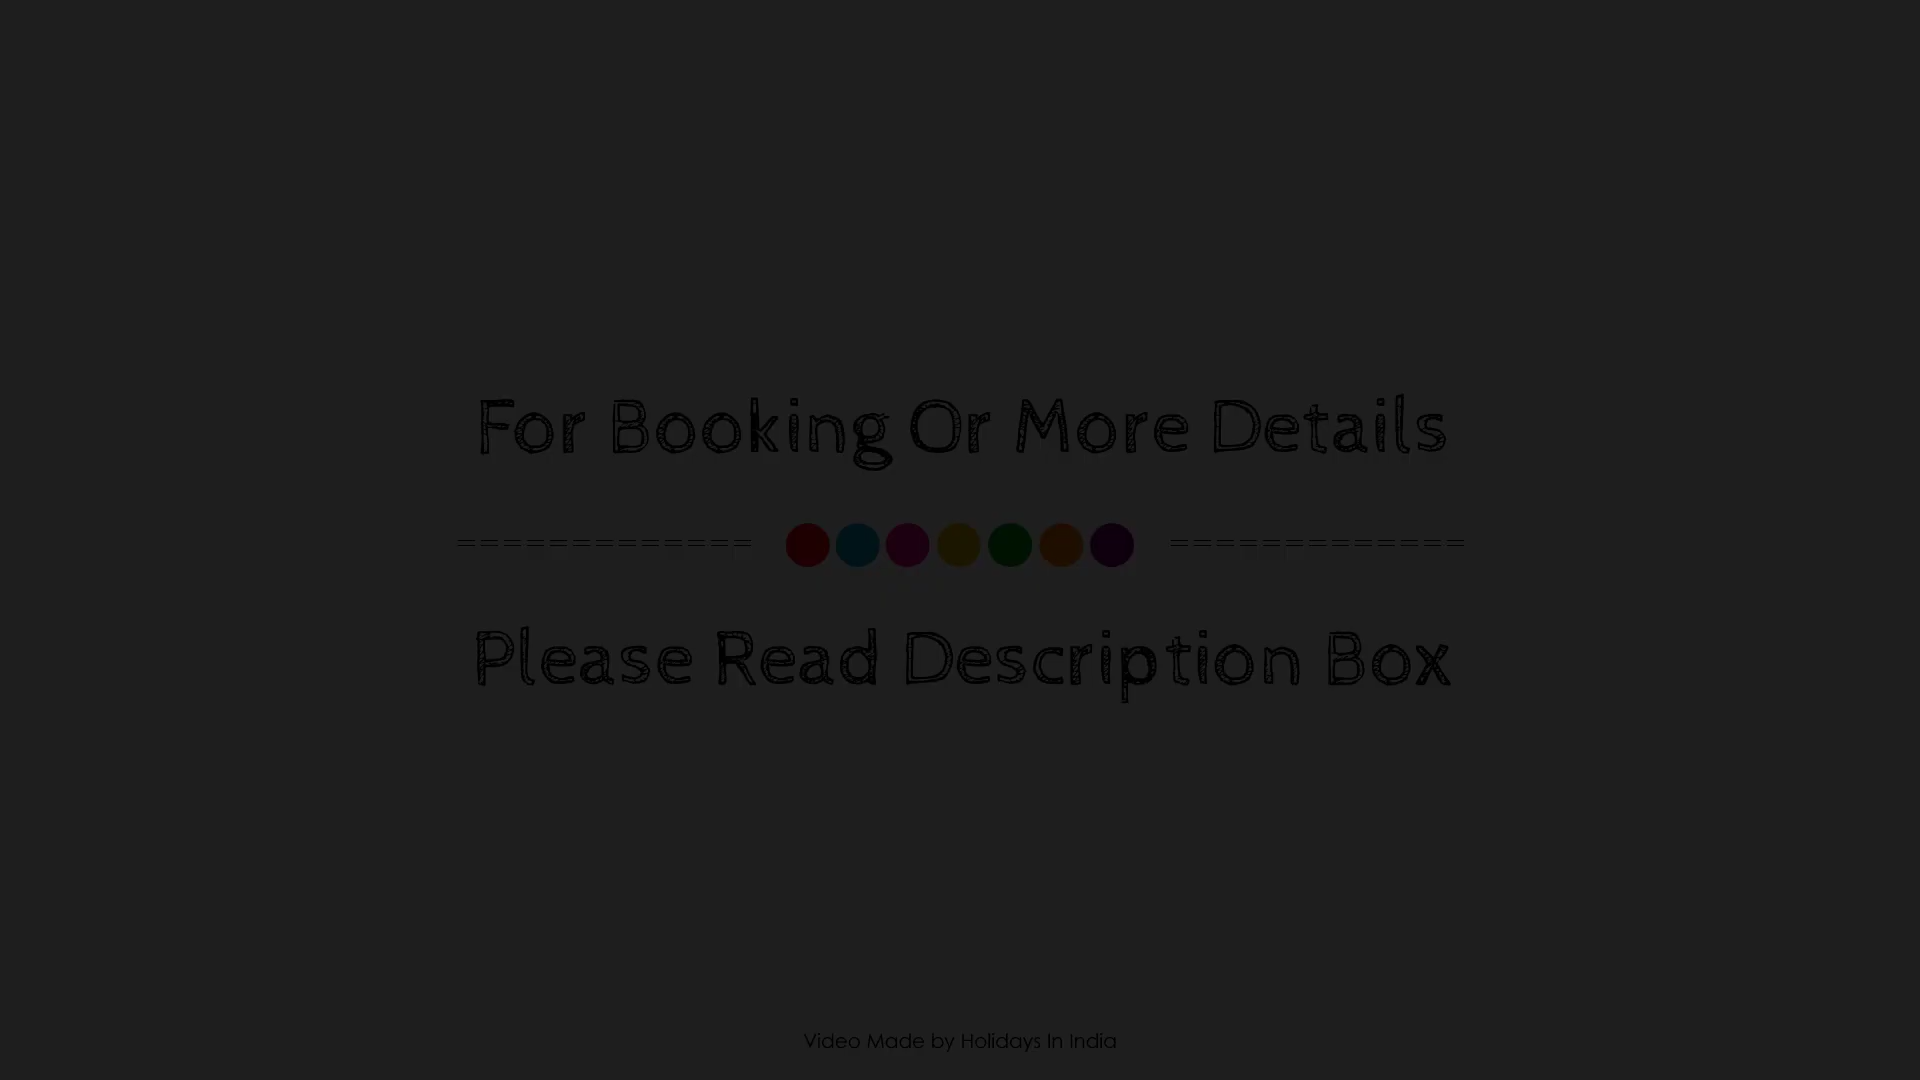 For Booking Or More Details
============= =============
Please Read Description Box
Video Made by Holidays In India